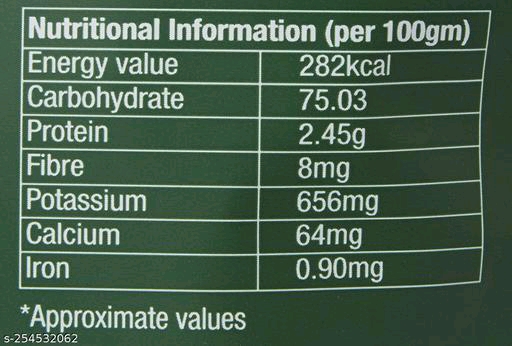 Nutritional Information (per 100gm)
Energy value 282kcal
Carbohydrate 75.03
Protein 2.45g
Fibre 8mg
Potassium 656mg
Calcium 64mg
Iron 0.90mg
*Approximate values
s-254532062